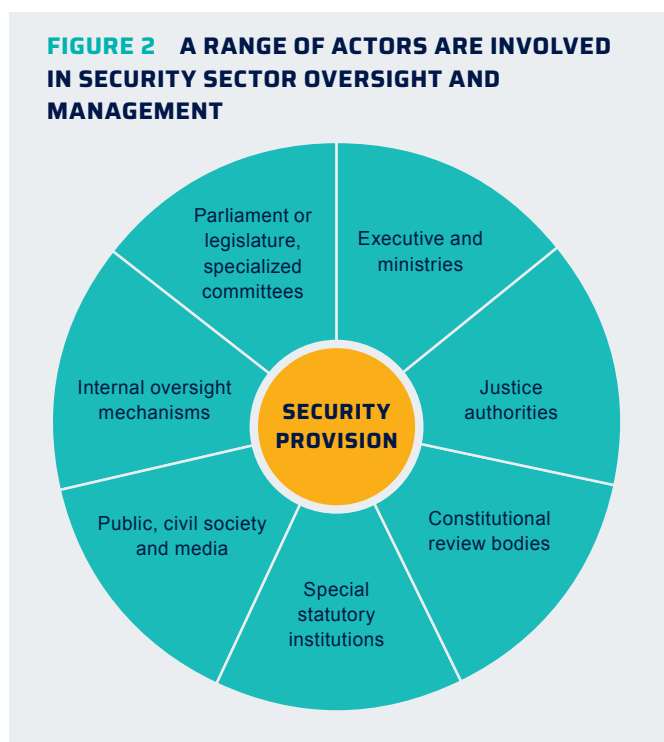 FIGURE 2 A RANGE OF ACTORS ARE INVOLVED
IN SECURITY SECTOR OVERSIGHT AND
MANAGEMENT
Parliament or
legislature,
specialized
committees
Executive and
ministries
Internal oversight
mechanisms
SECURITY
PROVISION
Justice
authorities
Public, civil society
and media
Constitutional
review bodies
Special
statutory
institutions